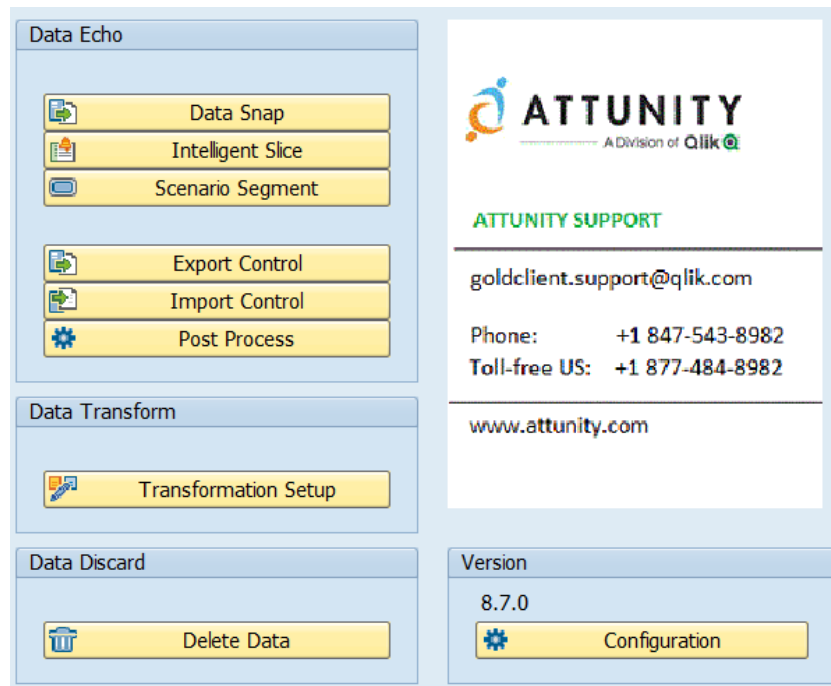 Data Echo
Data Snap
Intelligent Slice
Scenario Segment
Export Control
Import Control
Post Process
Data Transform
Transformation Setup
Data Discard
Delete Data
ATTUNITY
A Division of Qlik
ATTUNITY SUPPORT
goldclient.support@qlik.com
Phone: +1 847-543-8982
Toll-free US: +1 877-484-8982
www.attunity.com
Version
8.7.0
Configuration